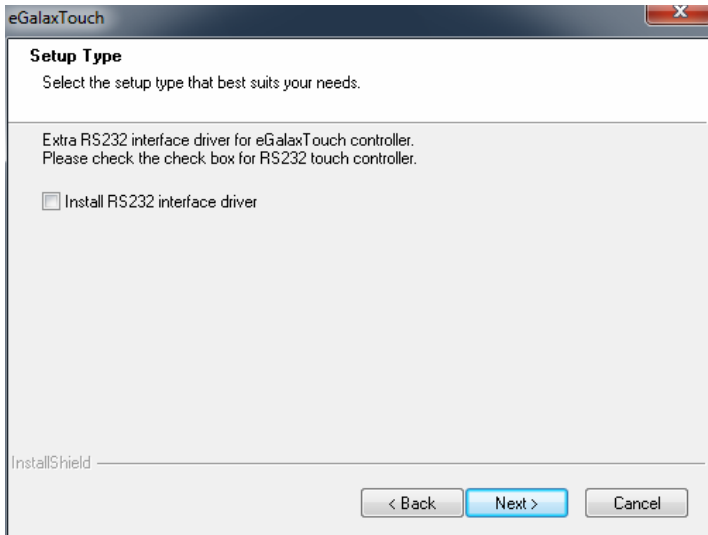 eGalaxTouch
Setup Type
Select the setup type that best suits your needs.
Extra RS232 interface driver for eGalaxTouch controller.
Please check the check box for RS232 touch controller.
Install RS232 interface driver
InstallShield
< Back Next > Cancel